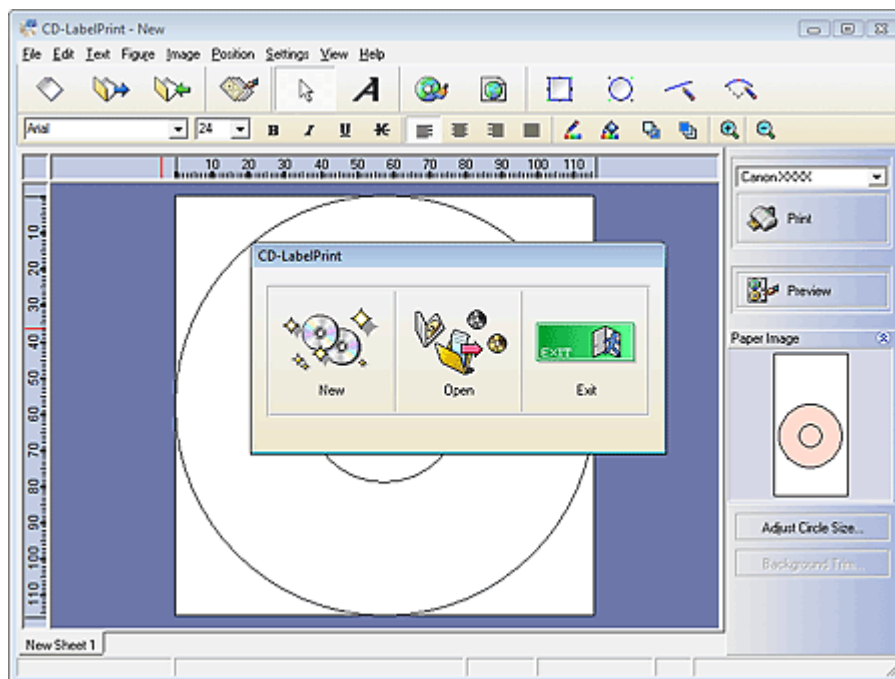 CD-LabelPrint - New
File Edit Text Figure Image Position Settings View Help
Arial 24 B I U K
10 20 30 40 50 60 70 80 90 100 110
10
20
30
40
50
60
70
80
90
100
110
CD-LabelPrint
EXIT
New Open Exit
Canon XXXX
Print
Preview
Paper Image
Adjust Circle Size...
Background Trim...
New Sheet 1